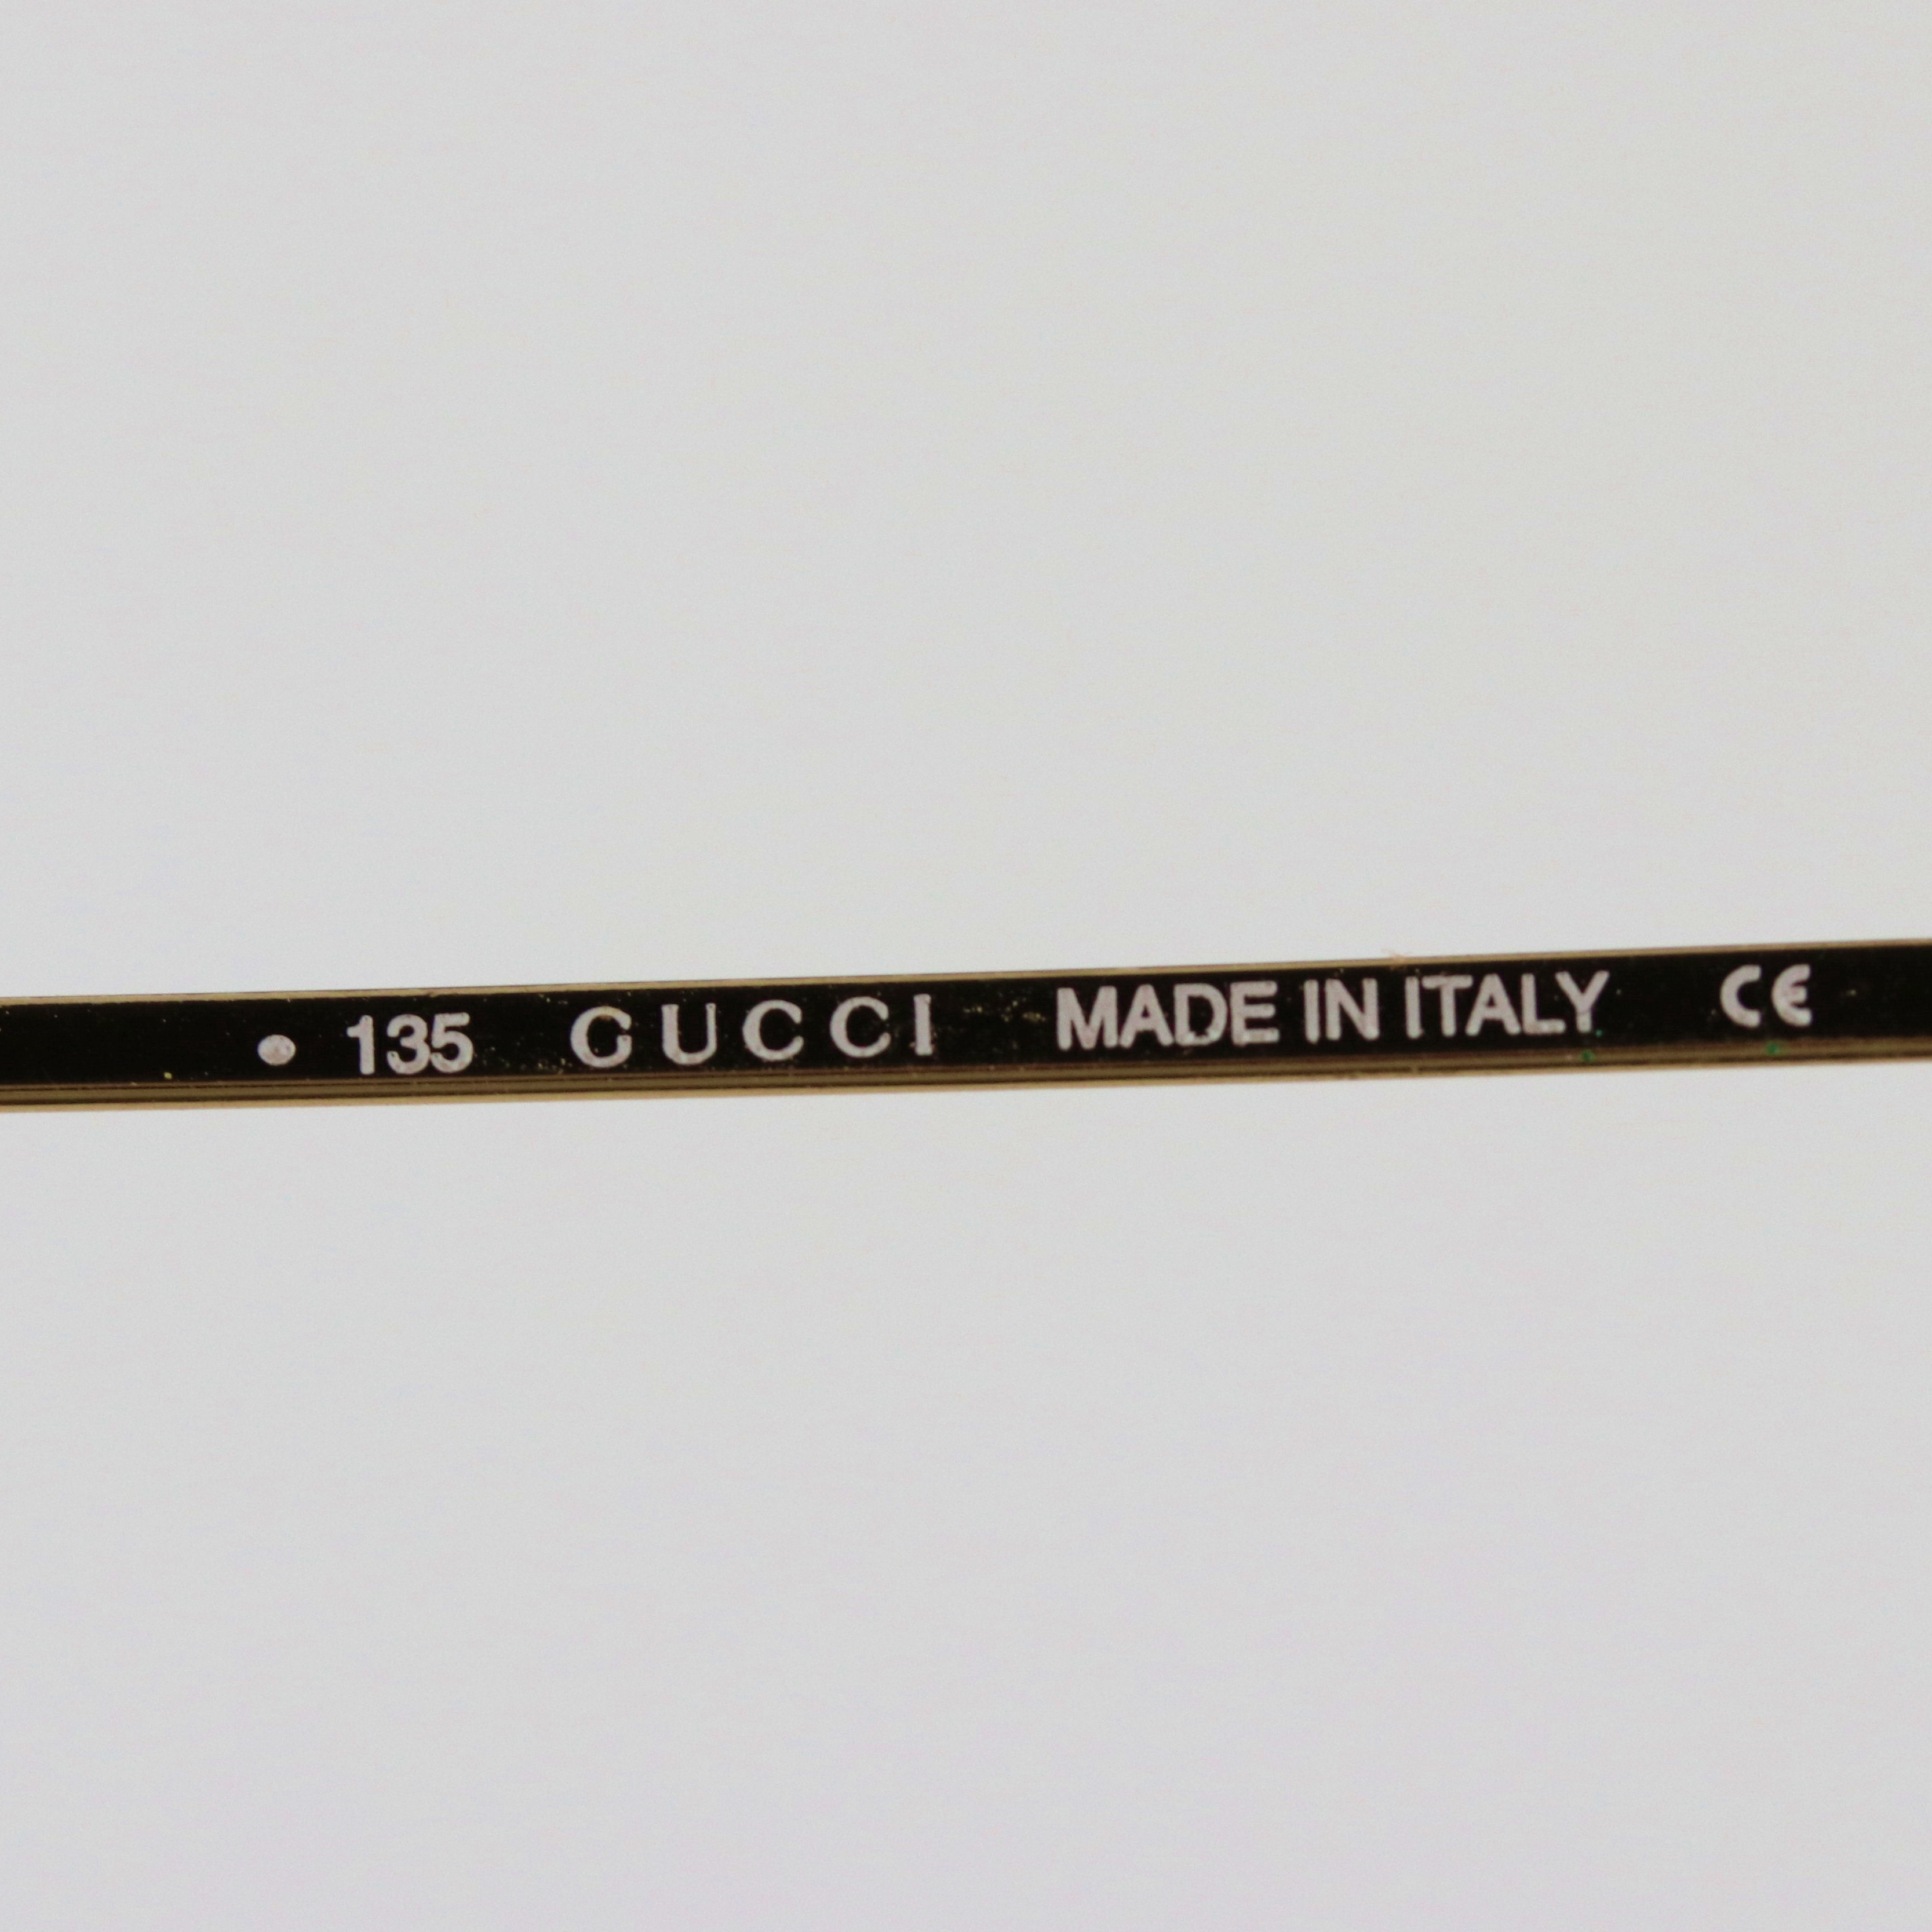 • 135 GUCCI MADE IN ITALY CE